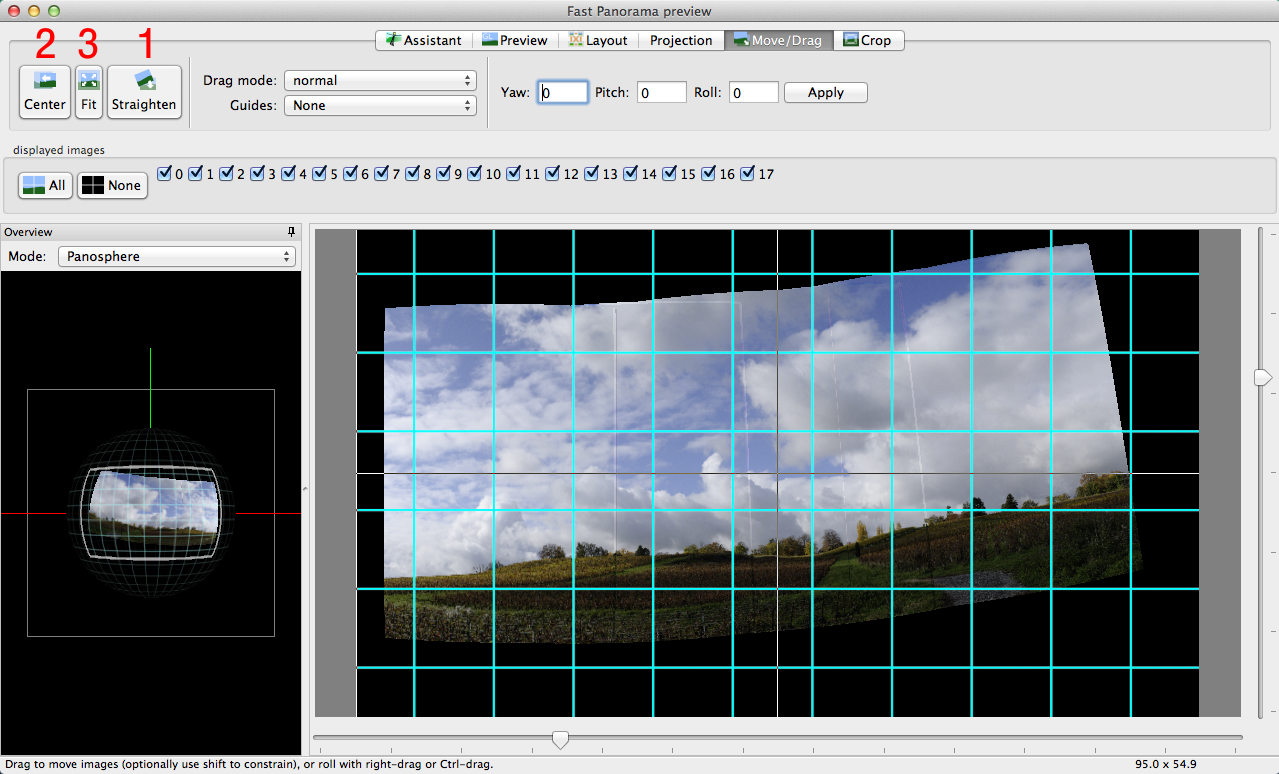 Fast Panorama preview
2 3 1
Assistant Preview Layout Projection Move/Drag Crop
Center Fit Straighten
Drag mode: normal
Guides: None
Yaw: 0 Pitch: 0 Roll: 0 Apply
displayed images
All None 0 1 2 3 4 5 6 7 8 9 10 11 12 13 14 15 16 17
Overview
Mode: Panosphere
Drag to move images (optionally use shift to constrain), or roll with right-drag or Ctrl-drag. 95.0 x 54.9